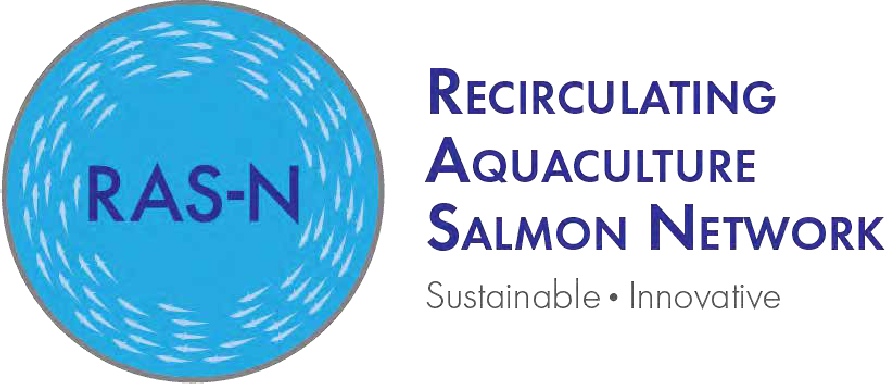 RAS-N
RECIRCULATING
AQUACULTURE
SALMON NETWORK
Sustainable • Innovative